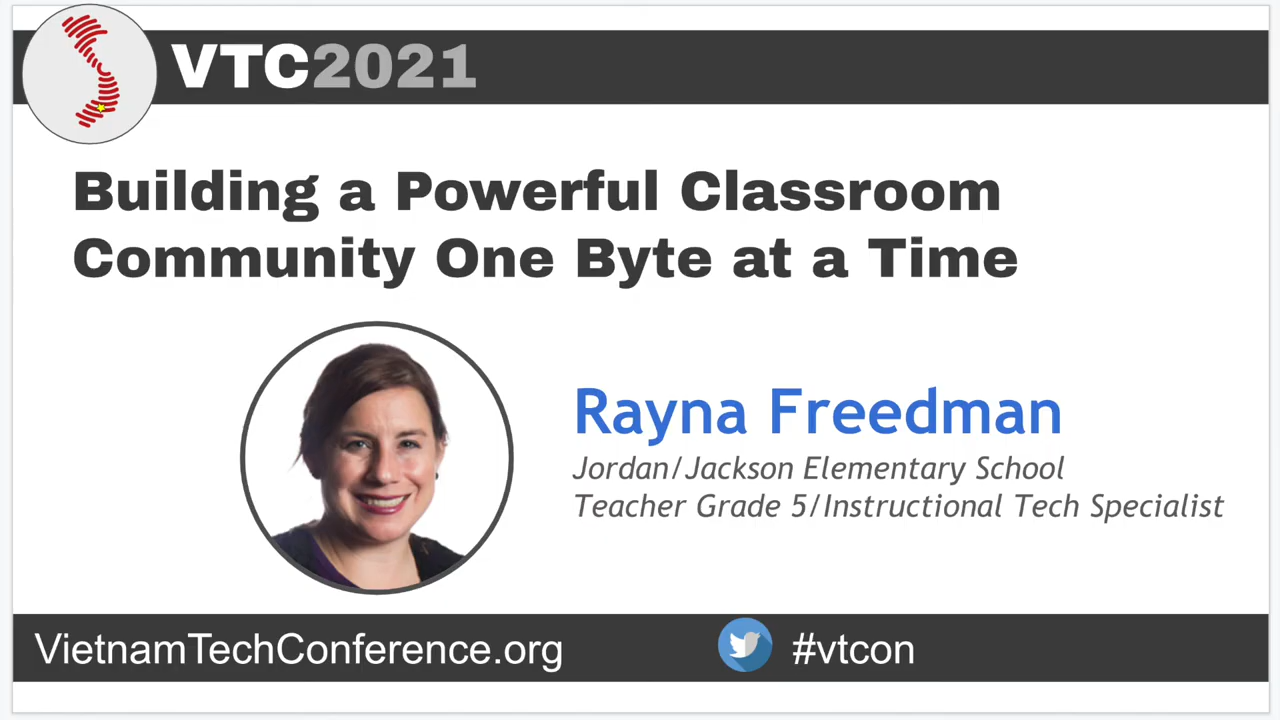 VTC2021
Building a Powerful Classroom
Community One Byte at a Time
Rayna Freedman
Jordan/Jackson Elementary School
Teacher Grade 5/Instructional Tech Specialist
VietnamTechConference.org
#vtcon